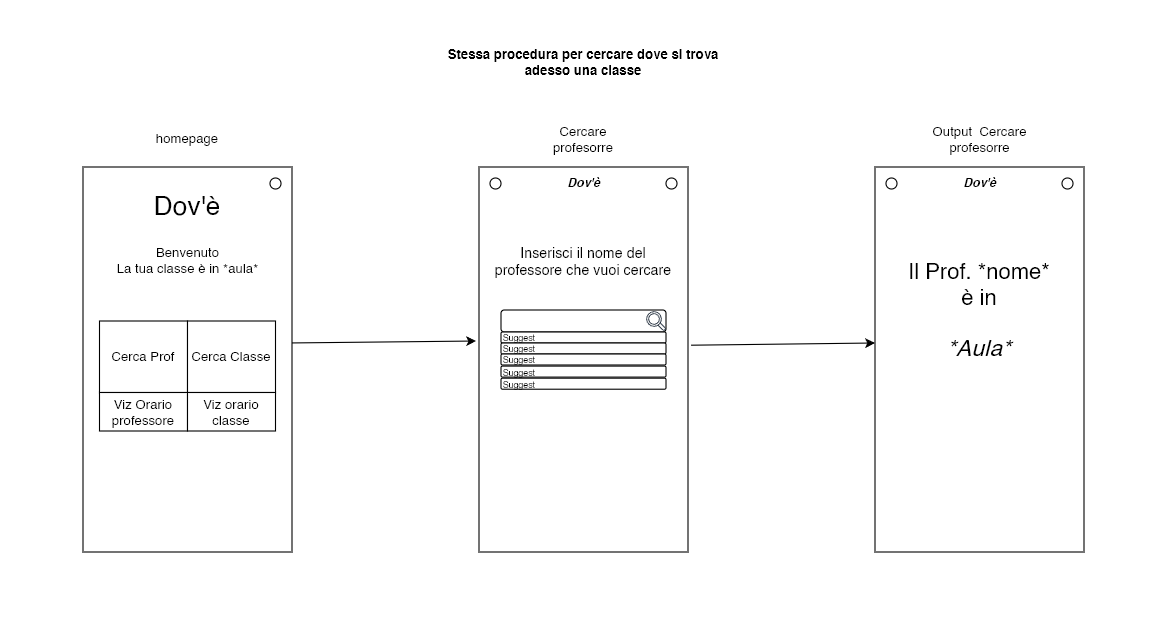 Stessa procedura per cercare dove si trova
adesso una classe
homepage
Dov'è
Benvenuto
La tua classe è in *aula*
Cerca Prof
Cerca Classe
Viz Orario
professore
Viz orario
classe
Cercare
profesorre
Dov'è
Inserisci il nome del
professore che vuoi cercare
Suggest
Suggest
Suggest
Suggest
Suggest
Output Cercare
profesorre
Dov'è
Il Prof. *nome*
è in
*Aula*